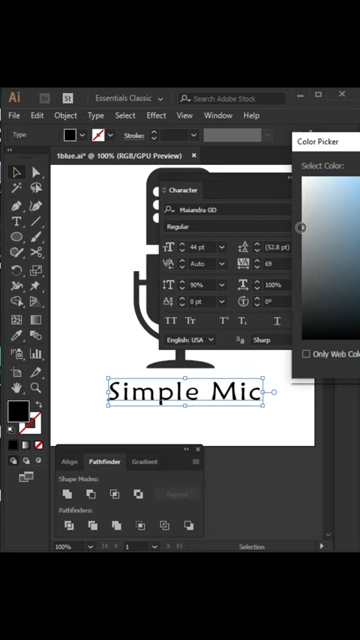 Ai Br St Essentials Classic Search Adobe Stock
File Edit Object Type Select Effect View Window
Type Stroke:
1blue.ai* @ 100% (RGB/GPU Preview) ×
Color Picker
Select Color:
Character
Maiandra GD
Regular
44 pt (52.8 pt)
Auto 69
90% 100%
0 pt 0°
TT Tr T¹ T₁ T
English: USA Sharp
Only Web Col
Simple Mic
Align Pathfinder Gradient
Shape Modes:
Expand
Pathfinders:
100% 1 Selection